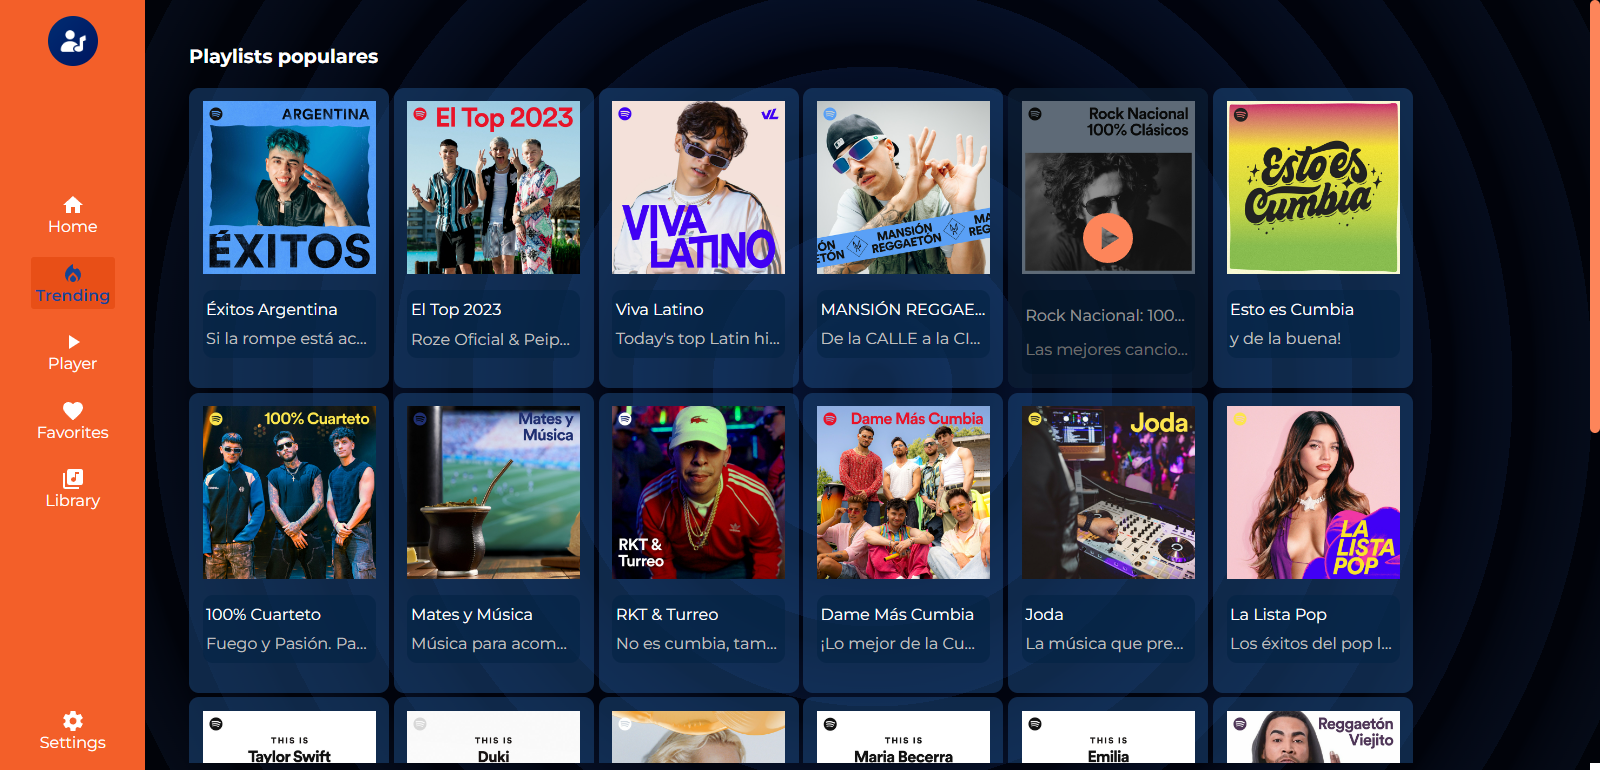 Playlists populares
Home
Trending
Player
Favorites
Library
Settings
ARGENTINA
ÉXITOS
Éxitos Argentina
Si la rompe está ac...
El Top 2023
El Top 2023
Roze Oficial & Peip...
VL
VIVA
LATINO
Viva Latino
Today's top Latin hi...
MANSIÓN
REGGAETÓN
MANSIÓN REGGAE...
De la CALLE a la CI...
Rock Nacional
100% Clásicos
Rock Nacional: 100...
Las mejores cancio...
Esto es
Cumbia
Esto es Cumbia
y de la buena!
100% Cuarteto
100% Cuarteto
Fuego y Pasión. Pa...
Mates y
Música
Mates y Música
Música para acom...
RKT &
Turreo
RKT & Turreo
No es cumbia, tam...
Dame Más Cumbia
Dame Más Cumbia
¡Lo mejor de la Cu...
Joda
Joda
La música que pre...
LA
LISTA
POP
La Lista Pop
Los éxitos del pop l...
THIS IS
Taylor Swift
THIS IS
Duki
THIS IS
Maria Becerra
THIS IS
Emilia
Reggaetón
Viejito